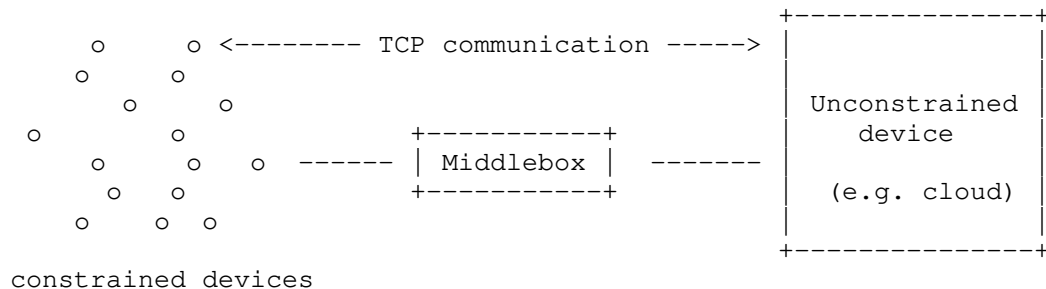 o o <-------- TCP communication ----->
o o
o o Unconstrained
o o device
o o o ------ | Middlebox | -------
o o (e.g. cloud)
o o o
constrained devices